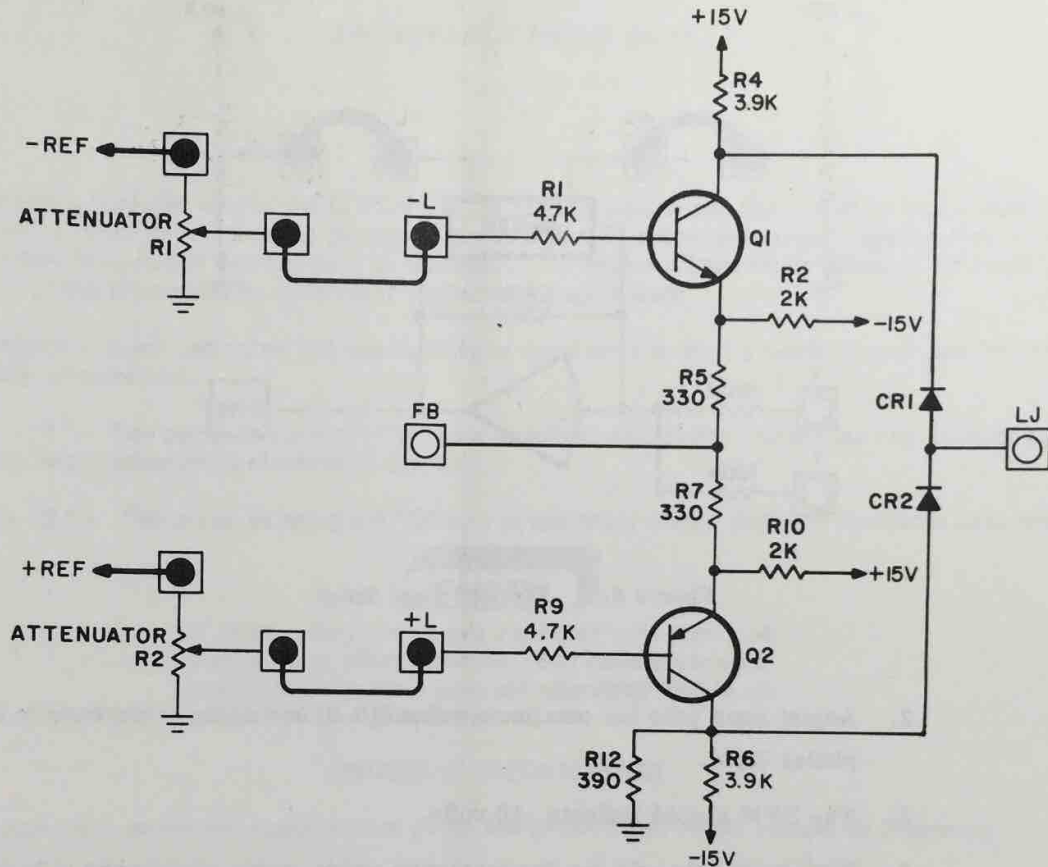 +15V
R4
3.9K
-REF
ATTENUATOR
R1
-L
R1
4.7K
Q1
R2
2K
-15V
R5
330
CR1
FB
LJ
R7
330
CR2
R10
2K
+15V
+REF
ATTENUATOR
R2
+L
R9
4.7K
Q2
R12
390
R6
3.9K
-15V